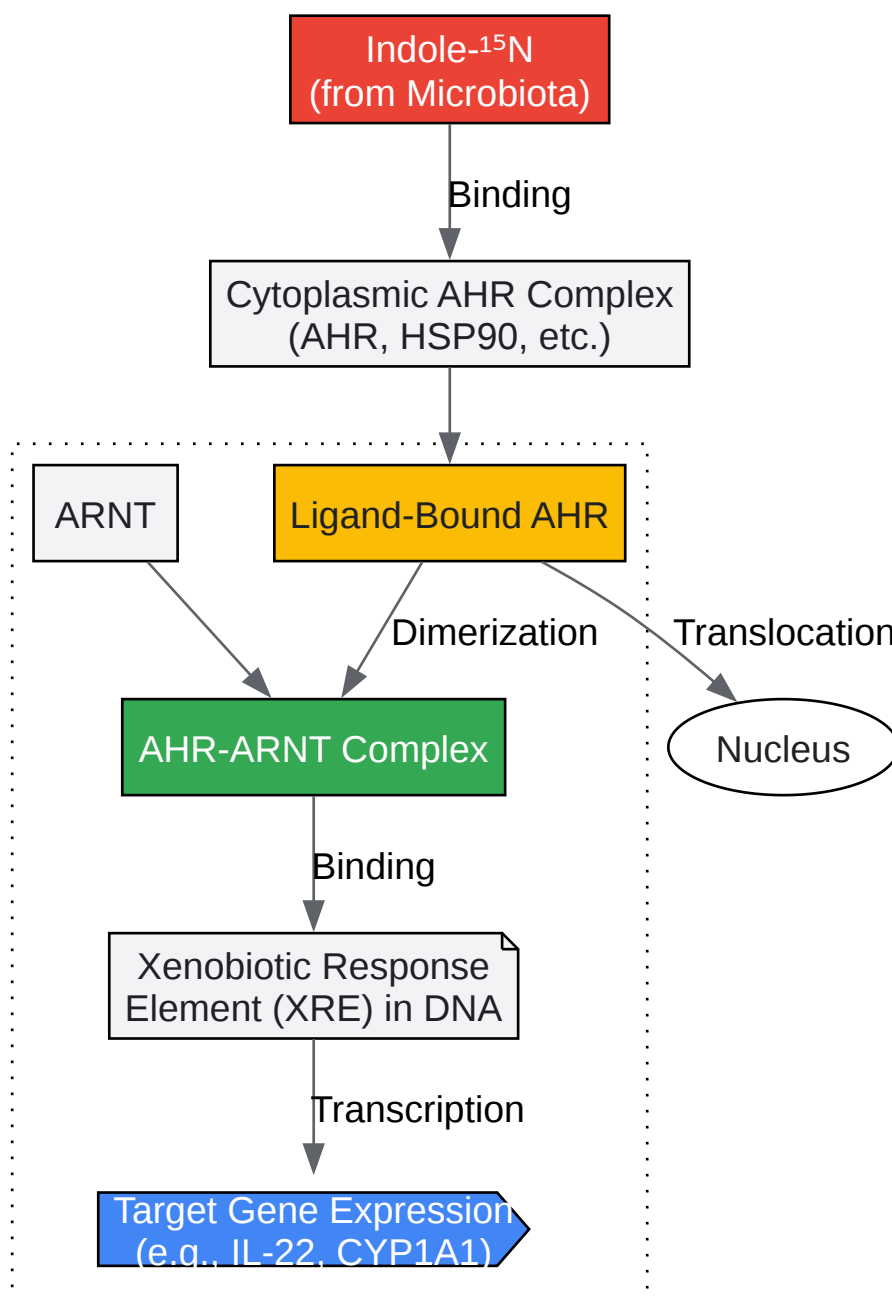 Indole-¹⁵N
(from Microbiota)
Binding
Cytoplasmic AHR Complex
(AHR, HSP90, etc.)
ARNT
Ligand-Bound AHR
Dimerization
Translocation
AHR-ARNT Complex
Nucleus
Binding
Xenobiotic Response
Element (XRE) in DNA
Transcription
Target Gene Expression
(e.g., IL-22, CYP1A1)